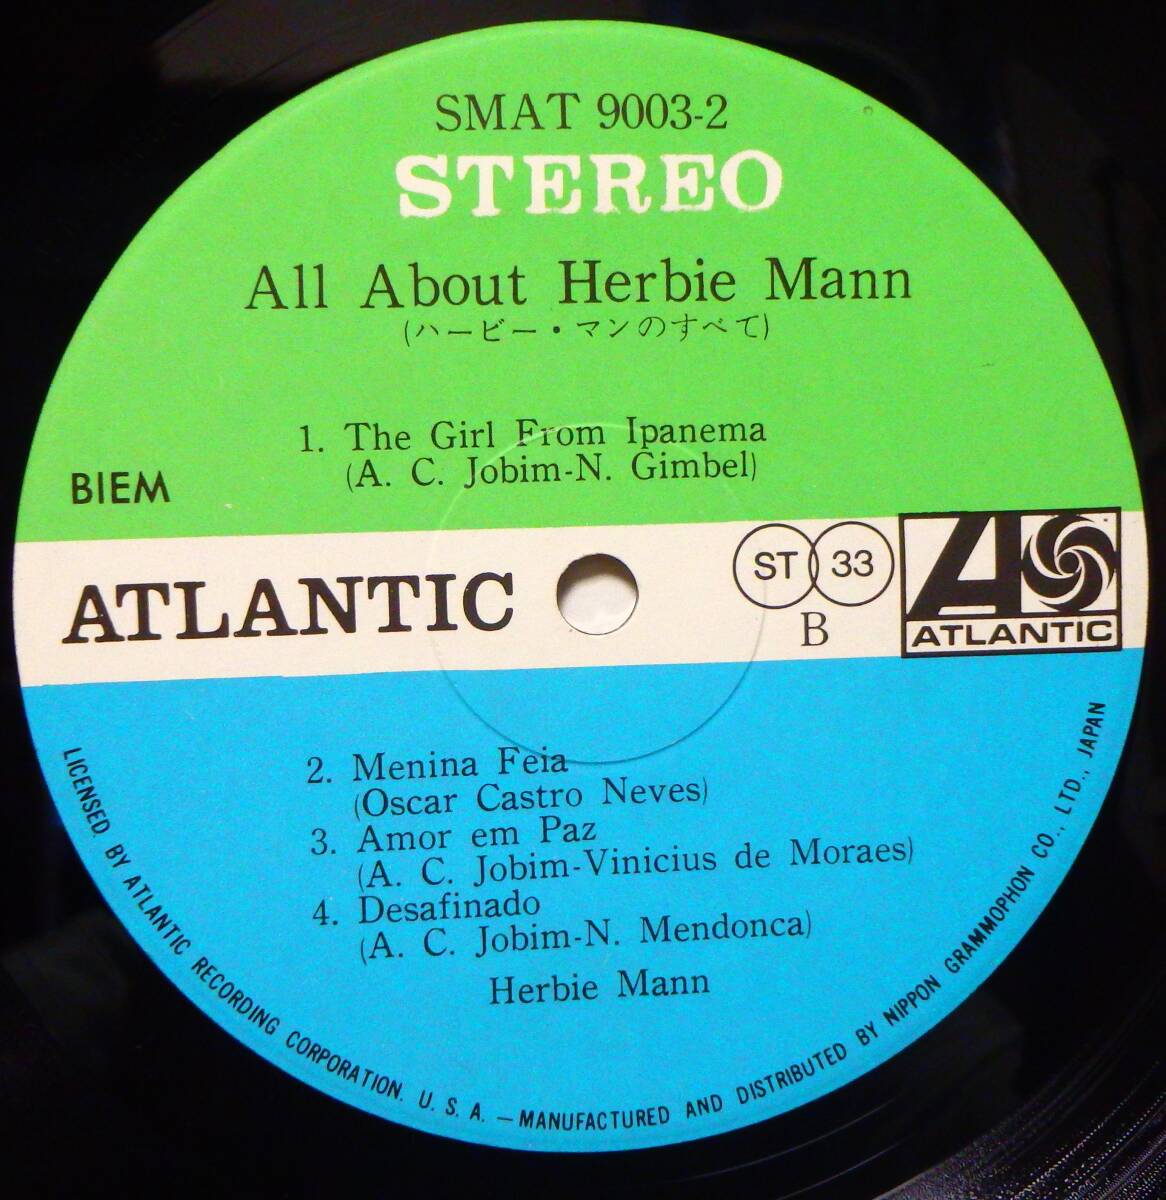 SMAT 9003-2
STEREO
All About Herbie Mann
(ハービー・マンのすべて)
1. The Girl From Ipanema
(A. C. Jobim-N. Gimbel)
BIEM
ATLANTIC
ST 33
B
ATLANTIC
2. Menina Feia
(Oscar Castro Neves)
3. Amor em Paz
(A. C. Jobim-Vinicius de Moraes)
4. Desafinado
(A. C. Jobim-N. Mendonca)
Herbie Mann
LICENSED. BY ATLANTIC RECORDING CORPORATION. U. S. A. — MANUFACTURED AND DISTRIBUTED BY NIPPON GRAMMOPHON CO., LTD., JAPAN